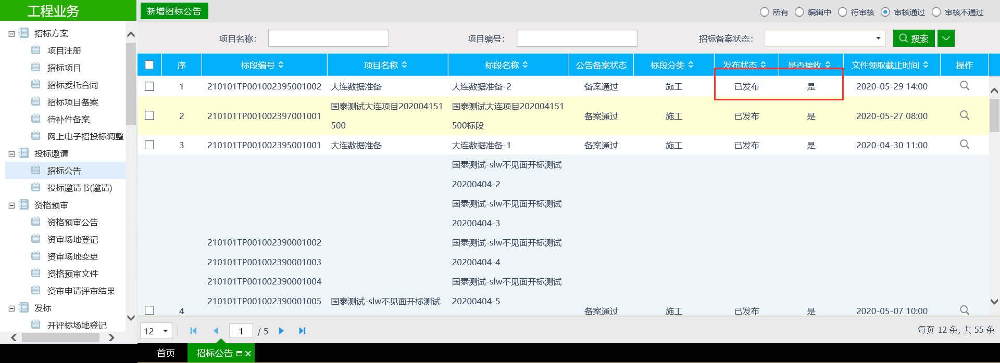 工程业务
招标方案
项目注册
招标项目
招标委托合同
招标项目备案
待补件备案
网上电子招投标调整
投标邀请
招标公告
投标邀请书(邀请)
资格预审
资格预审公告
资审场地登记
资审场地变更
资格预审文件
资审申请评审结果
发标
开评标场地登记
新增招标公告
所有 编辑中 待审核 审核通过 审核不通过
项目名称： 项目编号： 招标备案状态： 搜索
序 标段编号 项目名称 标段名称 公告备案状态 标段分类 发布状态 是否接收 文件领取截止时间 操作
1 210101TP001002395001002 大连数据准备 大连数据准备-2 备案通过 施工 已发布 是 2020-05-29 14:00
国泰测试大连项目202004151 国泰测试大连项目202004151
2 210101TP001002397001001 备案通过 施工 已发布 是 2020-05-27 08:00
500 500标段
3 210101TP001002395001001 大连数据准备 大连数据准备-1 备案通过 施工 已发布 是 2020-04-30 11:00
国泰测试-slw不见面开标测试
20200404-2
国泰测试-slw不见面开标测试
20200404-3
210101TP001002390001002 国泰测试-slw不见面开标测试
210101TP001002390001003 20200404-4
210101TP001002390001004 国泰测试-slw不见面开标测试
210101TP001002390001005 国泰测试-slw不见面开标测试 20200404-5
4 备案通过 施工 已发布 是 2020-05-07 10:00
12 1 / 5 每页 12 条, 共 55 条
首页 招标公告